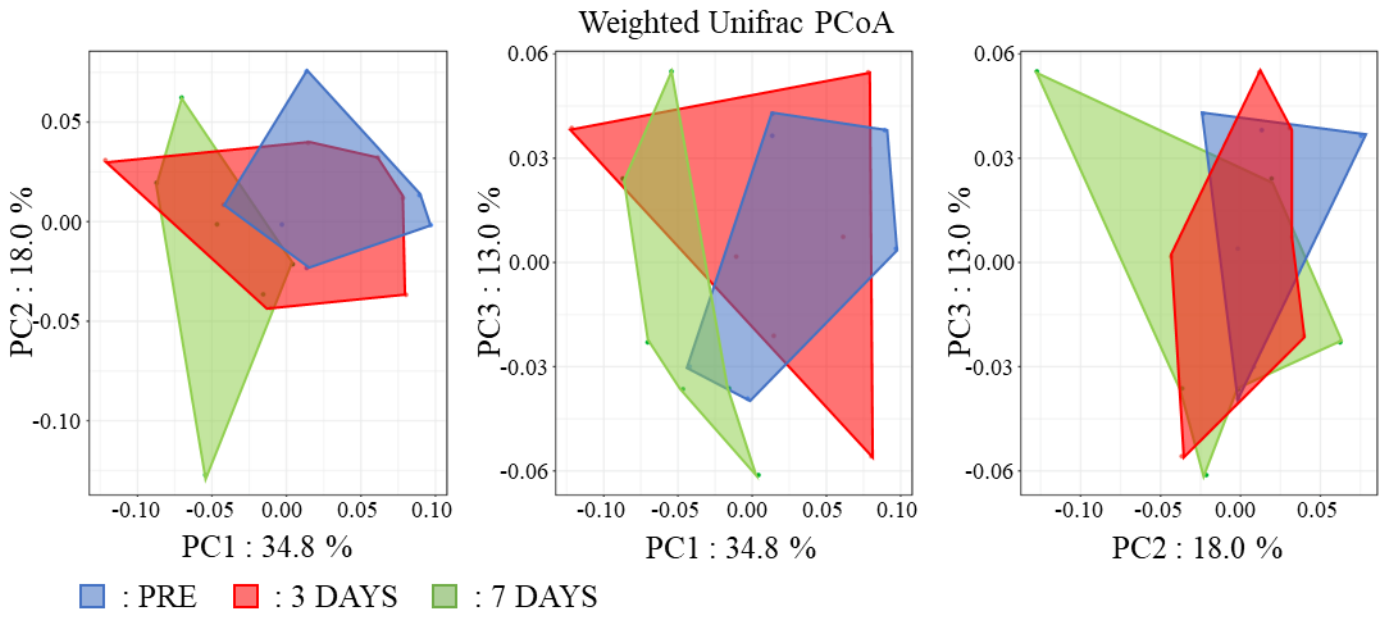 Weighted Unifrac PCoA
PC2 : 18.0 %
0.05
0.00
-0.05
-0.10
-0.10 -0.05 0.00 0.05 0.10
PC1 : 34.8 %
PC3 : 13.0 %
0.06
0.03
0.00
-0.03
-0.06
-0.10 -0.05 0.00 0.05 0.10
PC1 : 34.8 %
PC3 : 13.0 %
0.06
0.03
0.00
-0.03
-0.06
-0.10 -0.05 0.00 0.05
PC2 : 18.0 %
: PRE : 3 DAYS : 7 DAYS